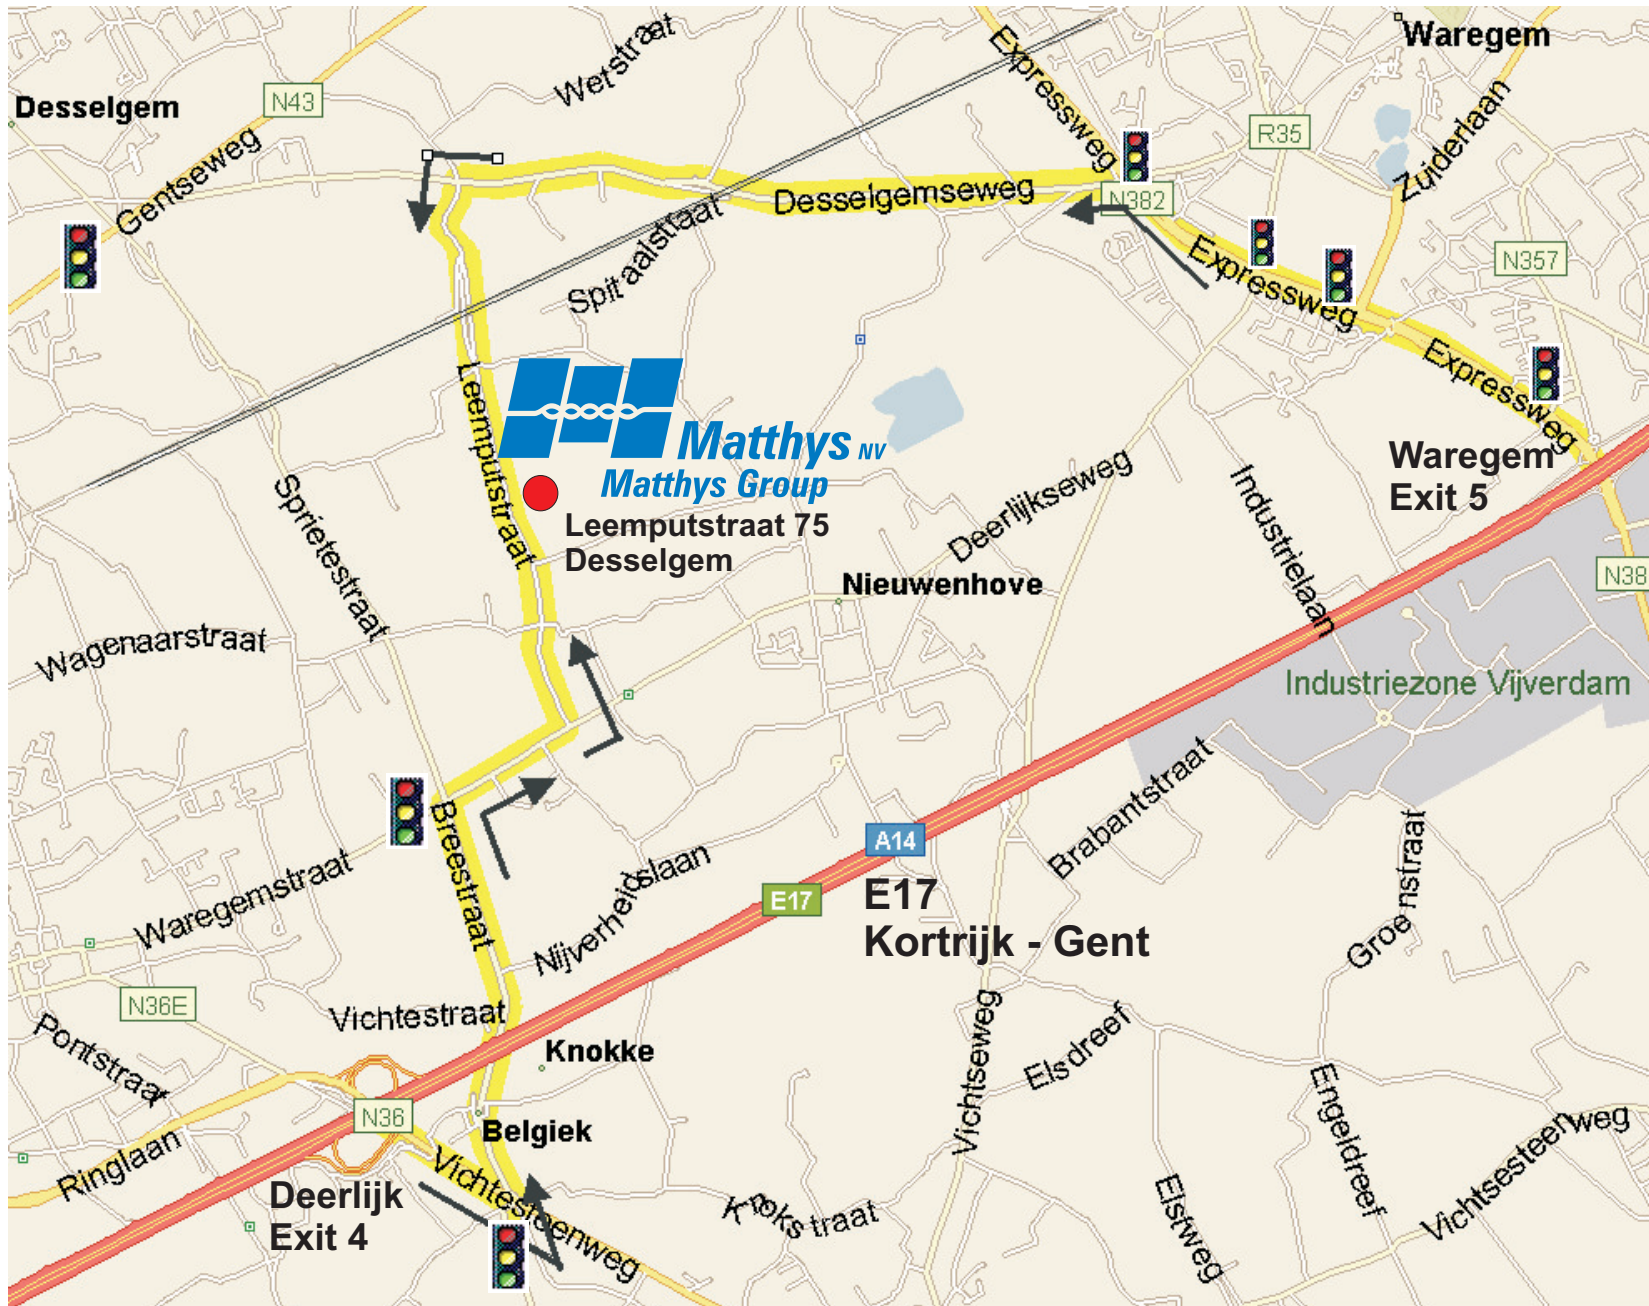 Waregem
Expressweg
Wetstraat
Desselgem
N43
R35
Zuiderlaan
Gentseweg
Desselgemseweg
N382
Spitaalstraat
Expressweg
N357
Leemputstraat
Expressweg
Matthys NV
Matthys Group
Leemputstraat 75
Desselgem
Waregem
Exit 5
Sprietestraat
Deerlijkseweg
Industrielaan
Nieuwenhove
N38
Wagenaarstraat
Industriezone Vijverdam
Breestraat
Brabantstraat
A14
E17
E17
Kortrijk - Gent
Waregemstraat
Nijverheidslaan
Groenstraat
N36E
Vichtestraat
Pontstraat
Knokke
Vichtseweg
Elsdreef
N36
Belgiek
Engeldreef
Ringlaan
Vichtesteenweg
Vichtsesteenweg
Deerlijk
Exit 4
Elstweg